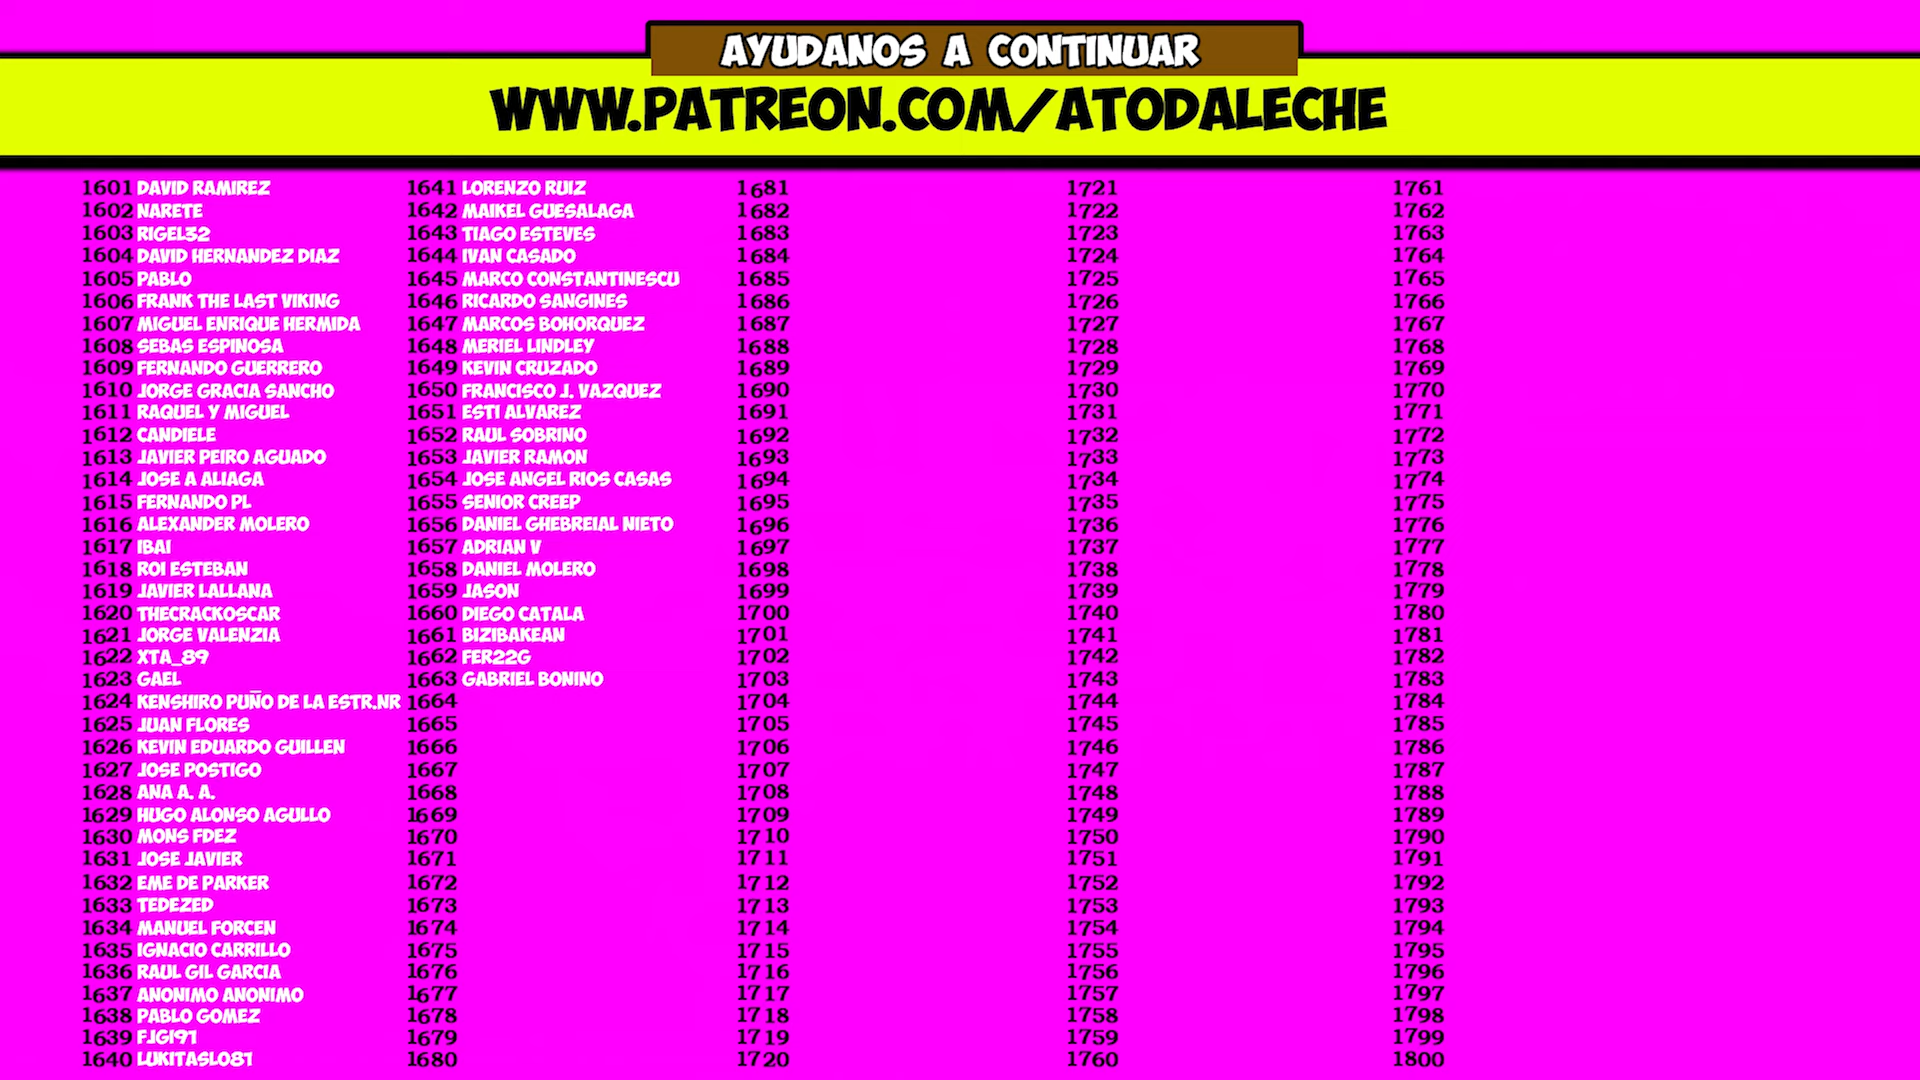 AYUDANOS A CONTINUAR
WWW.PATREON.COM/ATODALECHE
1601 DAVID RAMIREZ
1602 NARETE
1603 RIGEL32
1604 DAVID HERNANDEZ DIAZ
1605 PABLO
1606 FRANK THE LAST VIKING
1607 MIGUEL ENRIQUE HERMIDA
1608 SEBAS ESPINOSA
1609 FERNANDO GUERRERO
1610 JORGE GRACIA SANCHO
1611 RAQUEL Y MIGUEL
1612 CANDIELE
1613 JAVIER PEIRO AGUADO
1614 JOSE A ALIAGA
1615 FERNANDO PL
1616 ALEXANDER MOLERO
1617 IBAI
1618 ROI ESTEBAN
1619 JAVIER LALLANA
1620 THECRACKOSCAR
1621 JORGE VALENZIA
1622 XTA_89
1623 GAEL
1624 KENSHIRO PUÑO DE LA ESTR.NR
1625 JUAN FLORES
1626 KEVIN EDUARDO GUILLEN
1627 JOSE POSTIGO
1628 ANA A. A.
1629 HUGO ALONSO AGULLO
1630 MONS FDEZ
1631 JOSE JAVIER
1632 EME DE PARKER
1633 TEDEZED
1634 MANUEL FORCEN
1635 IGNACIO CARRILLO
1636 RAUL GIL GARCIA
1637 ANONIMO ANONIMO
1638 PABLO GOMEZ
1639 FJGI91
1640 LUKITASLO81
1641 LORENZO RUIZ
1642 MAIKEL GUESALAGA
1643 TIAGO ESTEVES
1644 IVAN CASADO
1645 MARCO CONSTANTINESCU
1646 RICARDO SANGINES
1647 MARCOS BOHORQUEZ
1648 MERIEL LINDLEY
1649 KEVIN CRUZADO
1650 FRANCISCO J. VAZQUEZ
1651 ESTI ALVAREZ
1652 RAUL SOBRINO
1653 JAVIER RAMON
1654 JOSE ANGEL RIOS CASAS
1655 SENIOR CREEP
1656 DANIEL GHEBREIAL NIETO
1657 ADRIAN V
1658 DANIEL MOLERO
1659 JASON
1660 DIEGO CATALA
1661 BIZIBAKEAN
1662 FER22G
1663 GABRIEL BONINO
1664
1665
1666
1667
1668
1669
1670
1671
1672
1673
1674
1675
1676
1677
1678
1679
1680
1681
1682
1683
1684
1685
1686
1687
1688
1689
1690
1691
1692
1693
1694
1695
1696
1697
1698
1699
1700
1701
1702
1703
1704
1705
1706
1707
1708
1709
1710
1711
1712
1713
1714
1715
1716
1717
1718
1719
1720
1721
1722
1723
1724
1725
1726
1727
1728
1729
1730
1731
1732
1733
1734
1735
1736
1737
1738
1739
1740
1741
1742
1743
1744
1745
1746
1747
1748
1749
1750
1751
1752
1753
1754
1755
1756
1757
1758
1759
1760
1761
1762
1763
1764
1765
1766
1767
1768
1769
1770
1771
1772
1773
1774
1775
1776
1777
1778
1779
1780
1781
1782
1783
1784
1785
1786
1787
1788
1789
1790
1791
1792
1793
1794
1795
1796
1797
1798
1799
1800